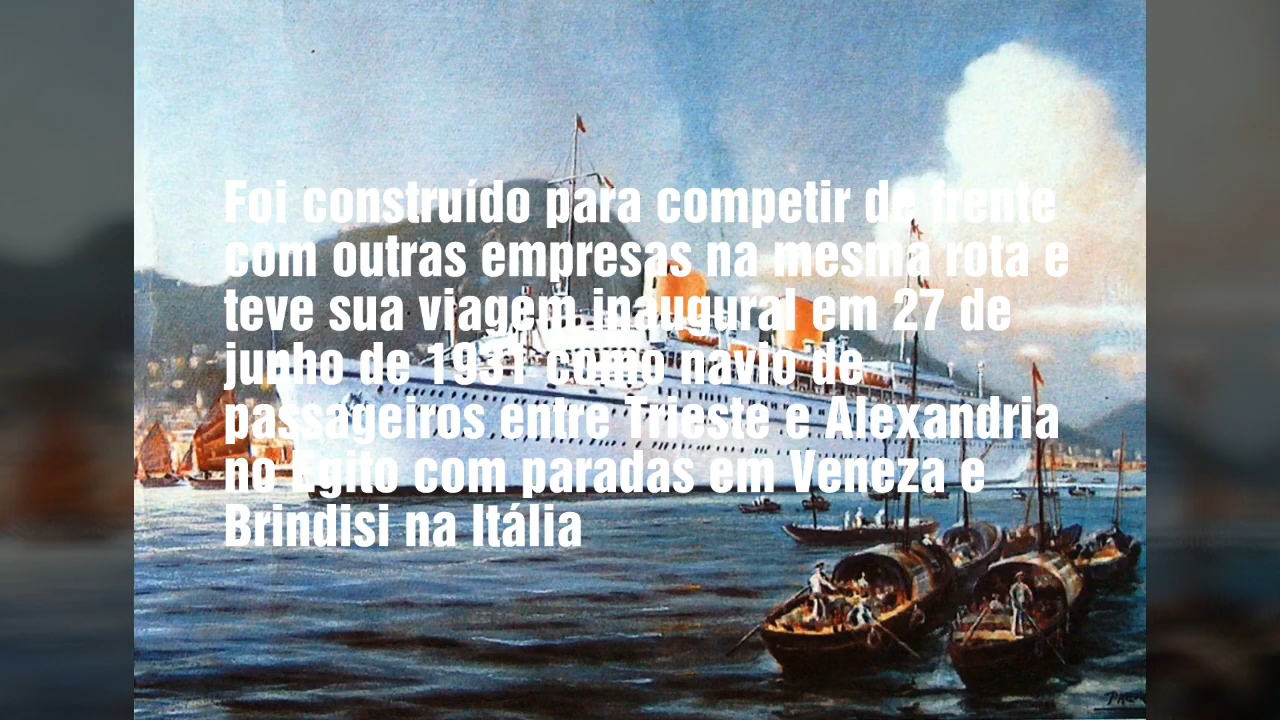 Foi construído para competir de frente
com outras empresas na mesma rota e
teve sua viagem inaugural em 27 de
junho de 1931 como navio de
passageiros entre Trieste e Alexandria
no Egito com paradas em Veneza e
Brindisi na Itália